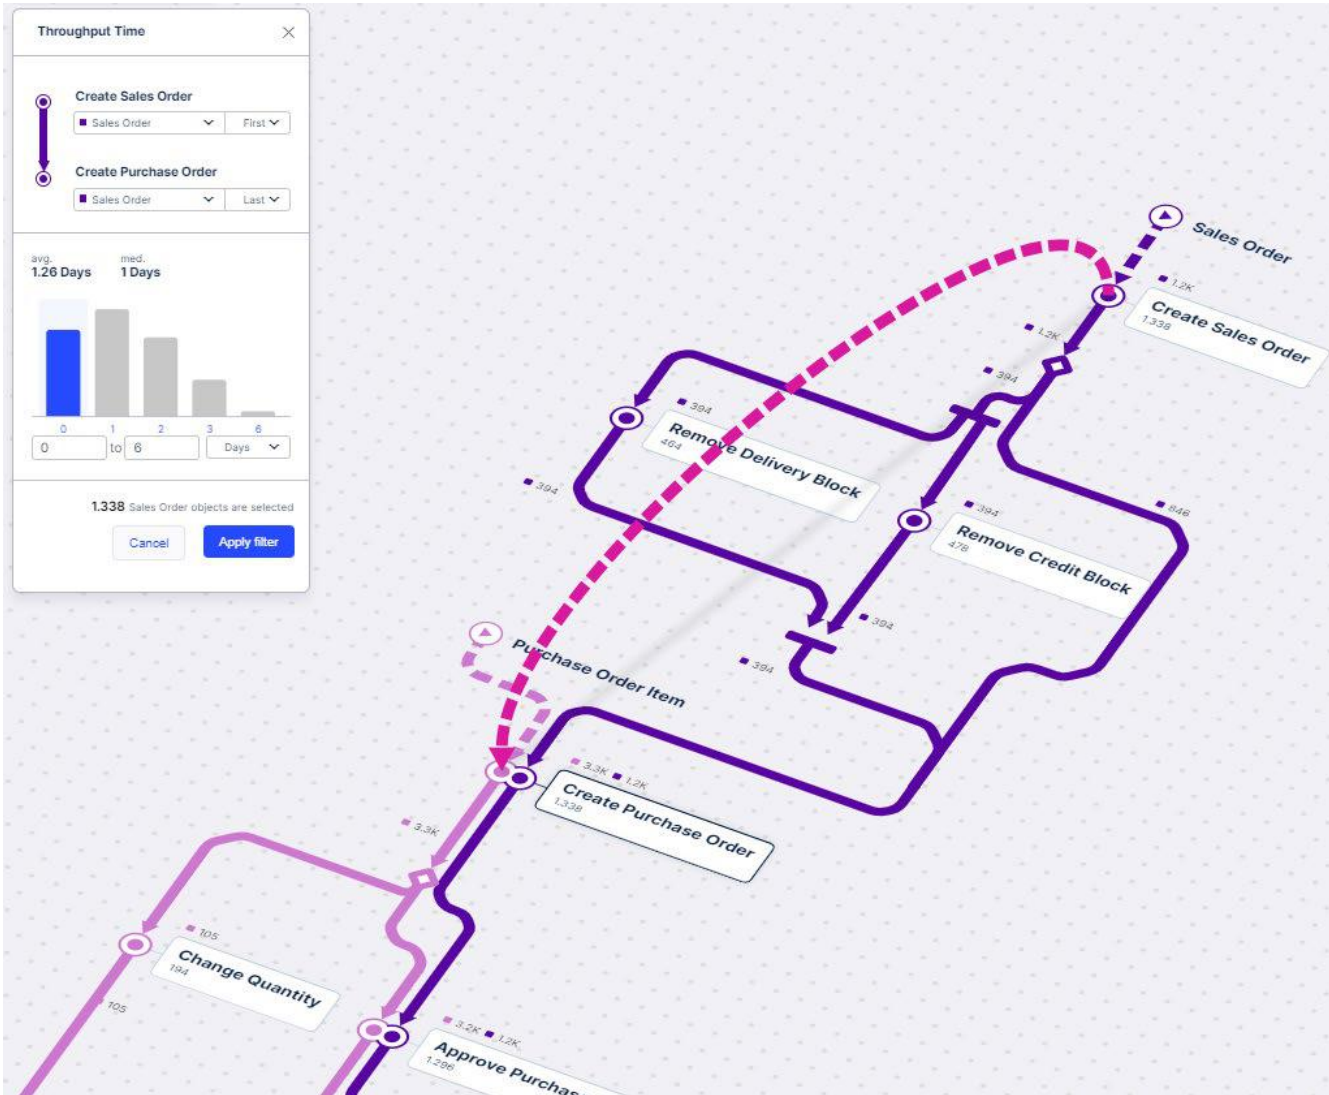 Throughput Time
Create Sales Order
Sales Order
First
Create Purchase Order
Sales Order
Last
avg.
med.
1.26 Days
1 Days
0 1 2 3 6
0 to 6 Days
1.338 Sales Order objects are selected
Cancel
Apply filter
Sales Order
1.2K
Create Sales Order
1.338
1.2K
394
394
Remove Delivery Block
464
394
846
394
Remove Credit Block
478
394
394
Purchase Order Item
3.3K 1.2K
Create Purchase Order
1.338
3.3K
105
Change Quantity
194
105
3.2K 1.2K
Approve Purchas
1.296